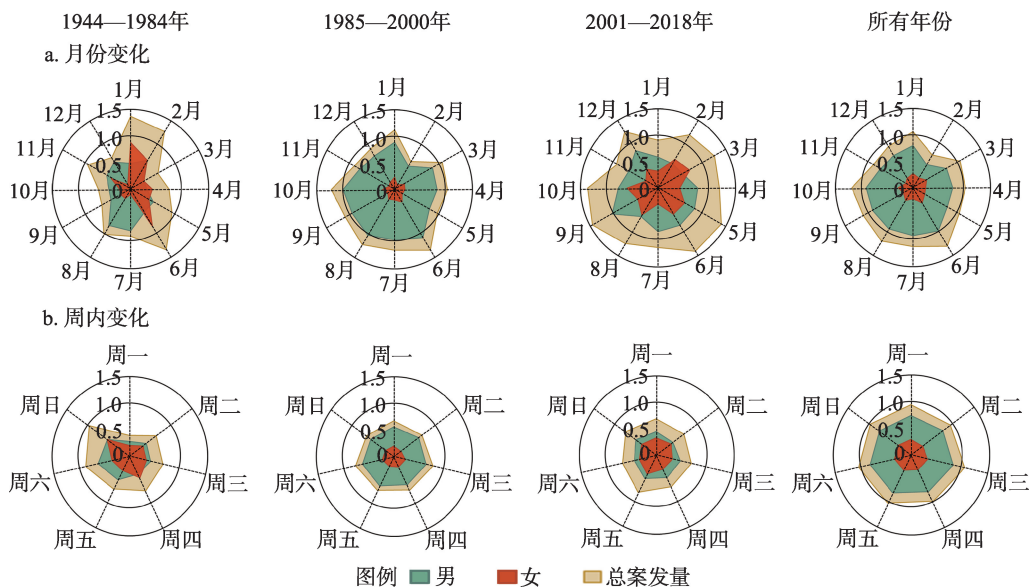 1944—1984年 1985—2000年 2001—2018年 所有年份
a. 月份变化
1月 1月 1月 1月
12月 1.5 2月 12月 1.5 2月 12月 1.5 2月 12月 1.5 2月
11月 1.0 3月 11月 1.0 3月 11月 1.0 3月 11月 1.0 3月
0.5 0.5 0.5 0.5
10月 0 4月 10月 0 4月 10月 0 4月 10月 0 4月
9月 5月 9月 5月 9月 5月 9月 5月
8月 6月 8月 6月 8月 6月 8月 6月
7月 7月 7月 7月
b. 周内变化
周一 周一 周一 周一
1.5 1.5 1.5 1.5
周日 1.0 周二 周日 1.0 周二 周日 1.0 周二 周日 1.0 周二
0.5 0.5 0.5 0.5
0 0 0 0
周六 周三 周六 周三 周六 周三 周六 周三
周五 周四 周五 周四 周五 周四 周五 周四
图例 男 女 总案发量